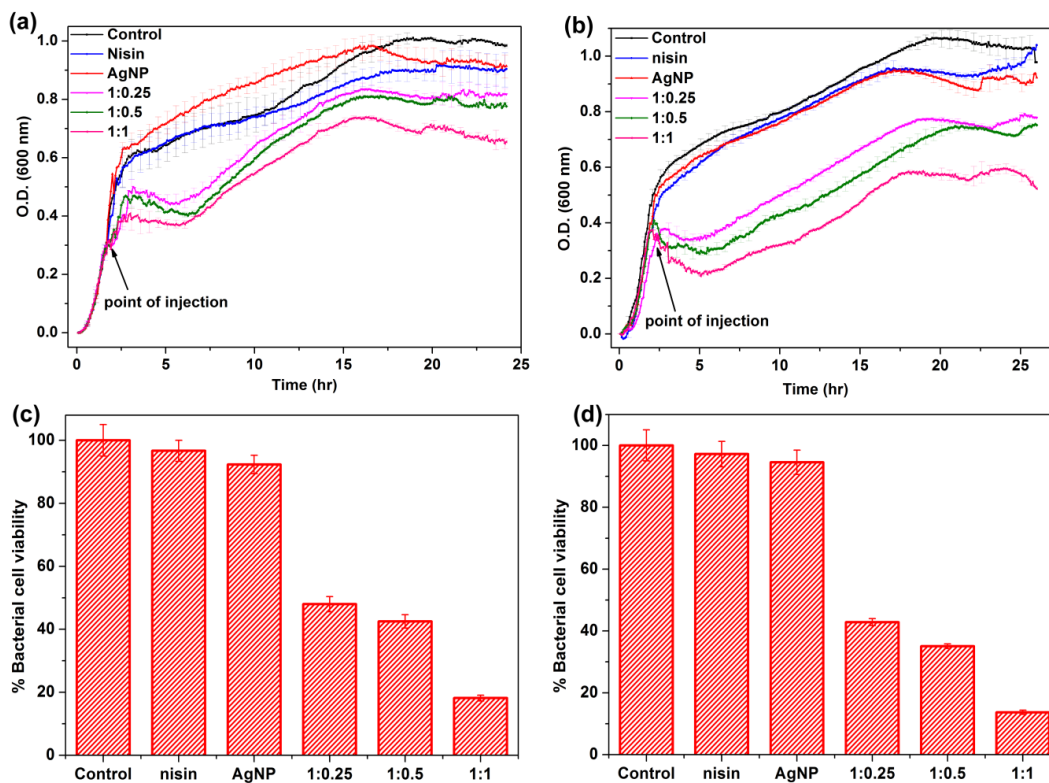 (a)
Control
Nisin
AgNP
1:0.25
1:0.5
1:1
1.0
0.8
0.6
0.4
0.2
0.0
O.D. (600 nm)
point of injection
0 5 10 15 20 25
Time (hr)
(b)
Control
nisin
AgNP
1:0.25
1:0.5
1:1
1.0
0.8
0.6
0.4
0.2
0.0
O.D. (600 nm)
point of injection
0 5 10 15 20 25
Time (hr)
(c)
100
80
60
40
20
0
% Bacterial cell viability
Control nisin AgNP 1:0.25 1:0.5 1:1
(d)
100
80
60
40
20
0
% Bacterial cell viability
Control nisin AgNP 1:0.25 1:0.5 1:1